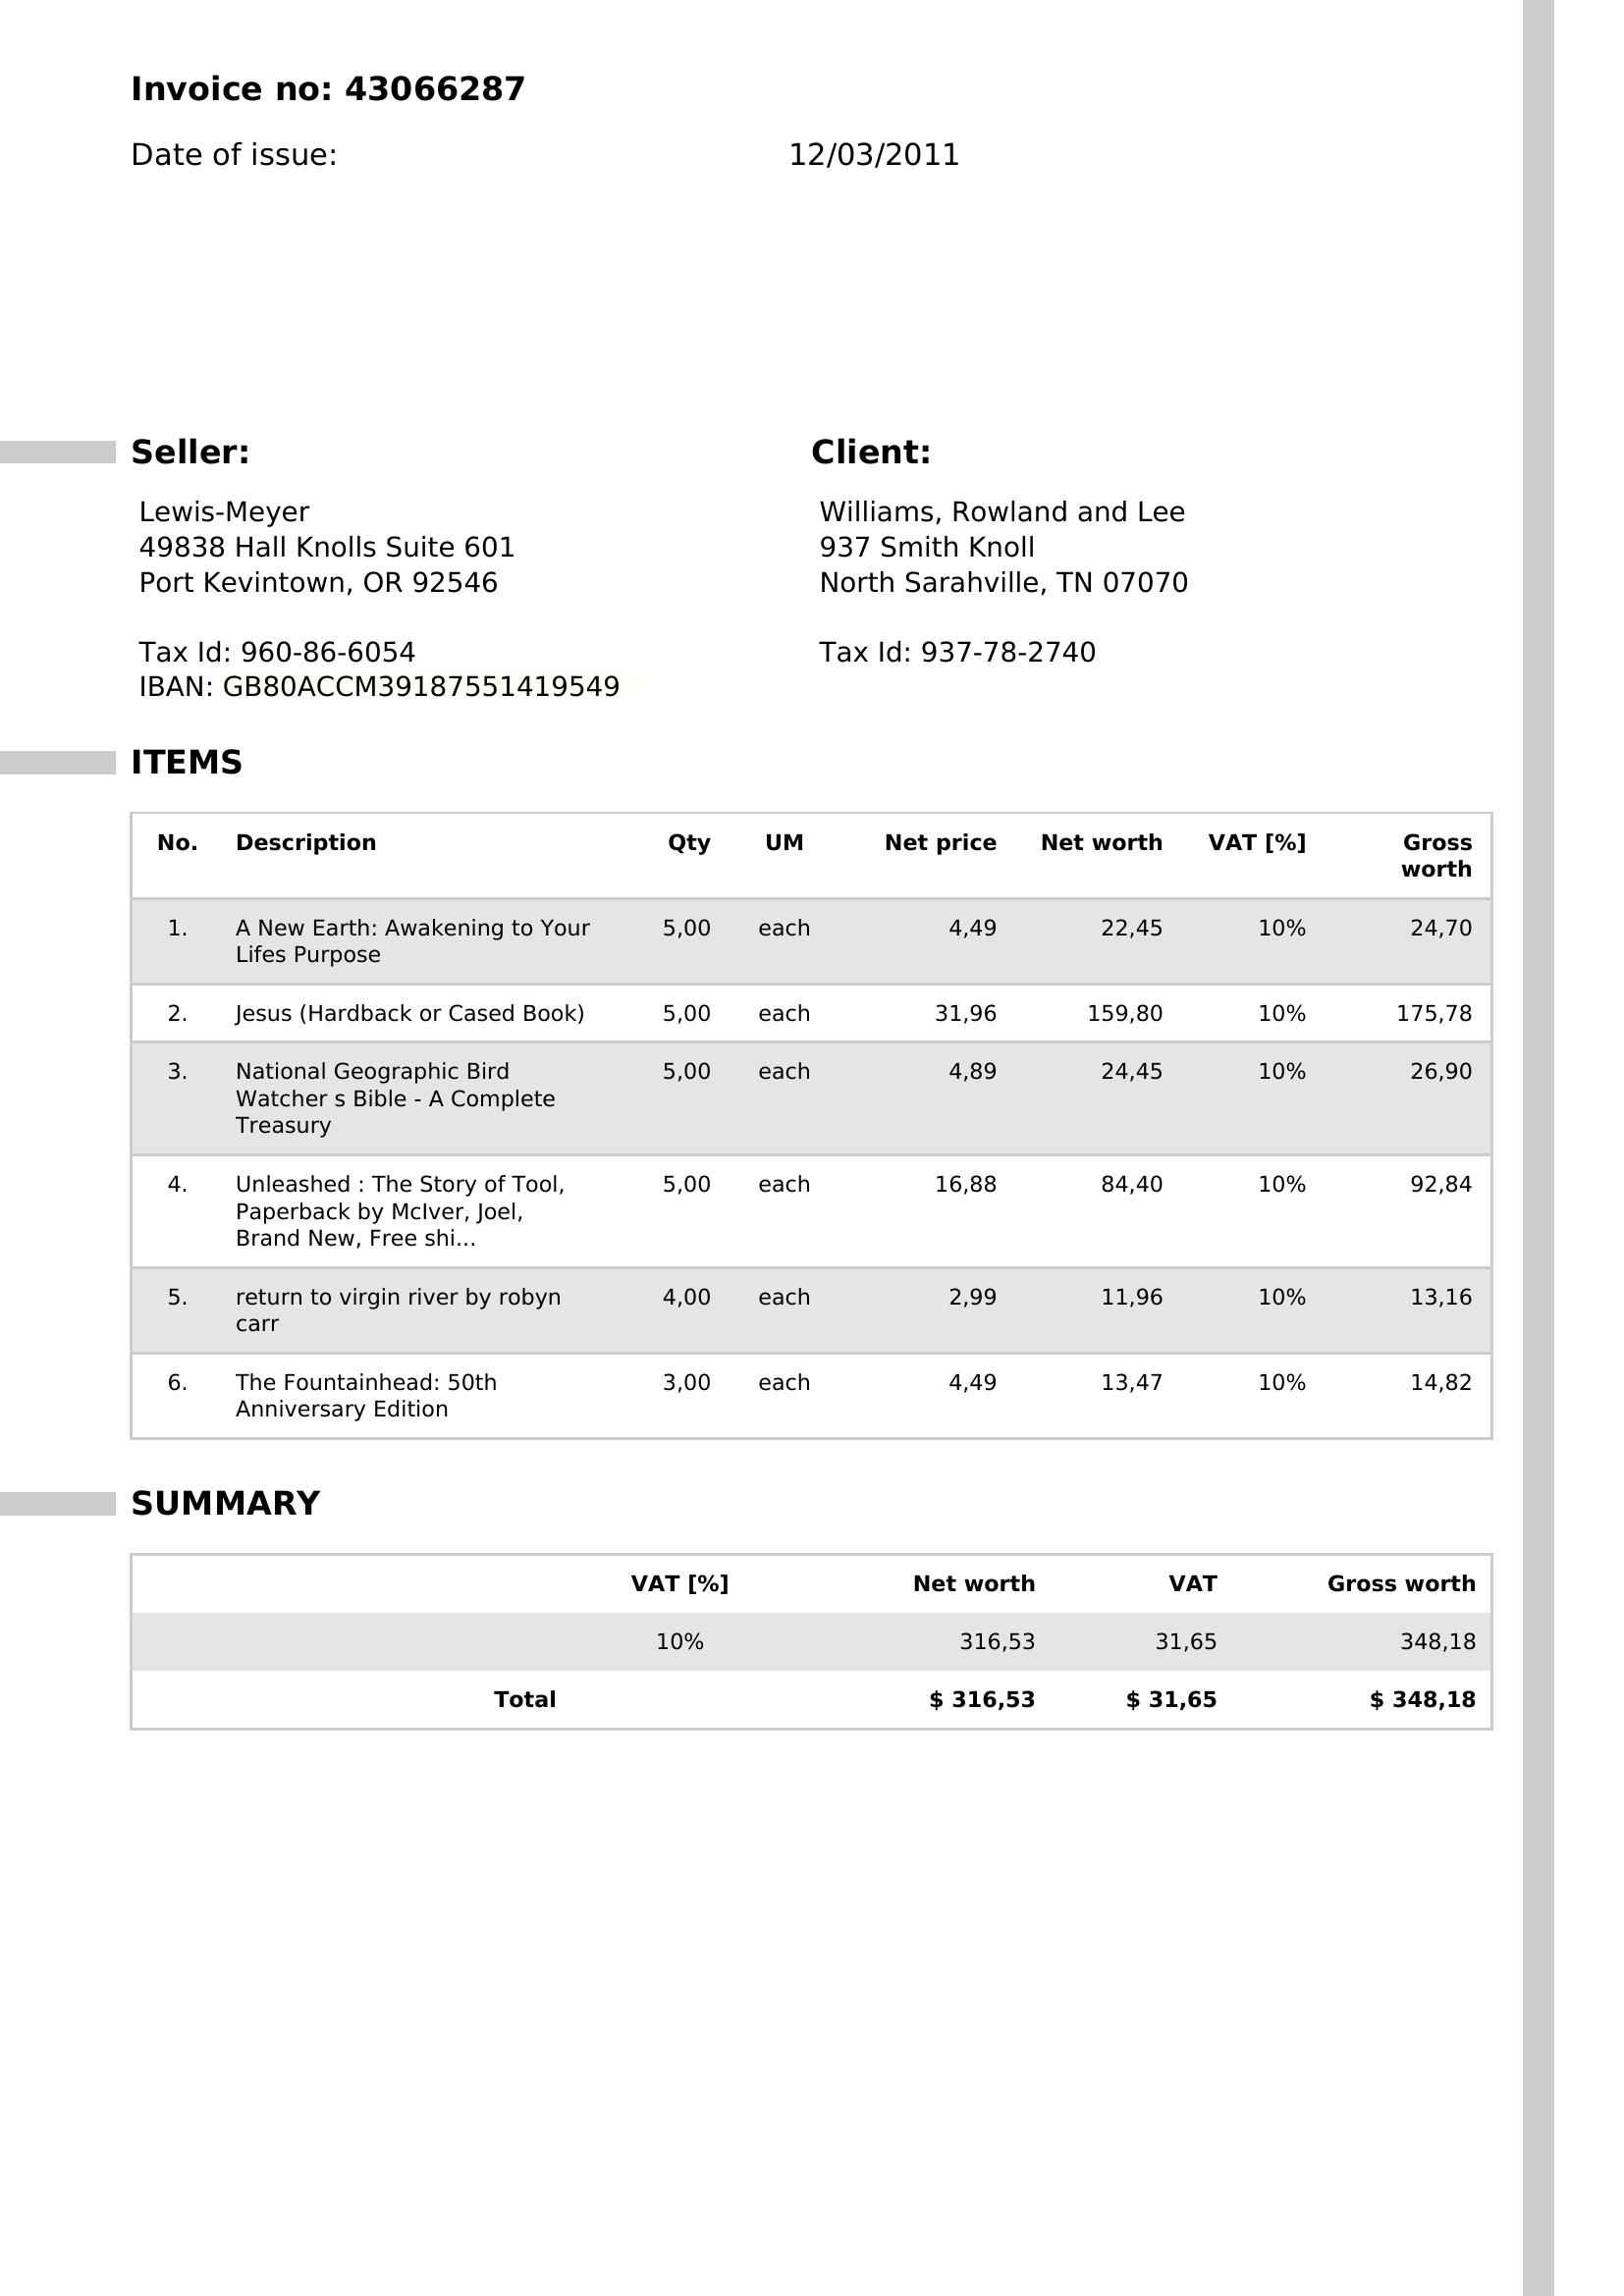 Invoice no: 43066287
Date of issue: 12/03/2011
Seller: Client:
Lewis-Meyer Williams, Rowland and Lee
49838 Hall Knolls Suite 601 937 Smith Knoll
Port Kevintown, OR 92546 North Sarahville, TN 07070
Tax Id: 960-86-6054 Tax Id: 937-78-2740
IBAN: GB80ACCM39187551419549
ITEMS
No. Description Qty UM Net price Net worth VAT [%] Gross
worth
1. A New Earth: Awakening to Your 5,00 each 4,49 22,45 10% 24,70
Lifes Purpose
2. Jesus (Hardback or Cased Book) 5,00 each 31,96 159,80 10% 175,78
3. National Geographic Bird 5,00 each 4,89 24,45 10% 26,90
Watcher s Bible - A Complete
Treasury
4. Unleashed : The Story of Tool, 5,00 each 16,88 84,40 10% 92,84
Paperback by McIver, Joel,
Brand New, Free shi...
5. return to virgin river by robyn 4,00 each 2,99 11,96 10% 13,16
carr
6. The Fountainhead: 50th 3,00 each 4,49 13,47 10% 14,82
Anniversary Edition
SUMMARY
VAT [%] Net worth VAT Gross worth
10% 316,53 31,65 348,18
Total $ 316,53 $ 31,65 $ 348,18